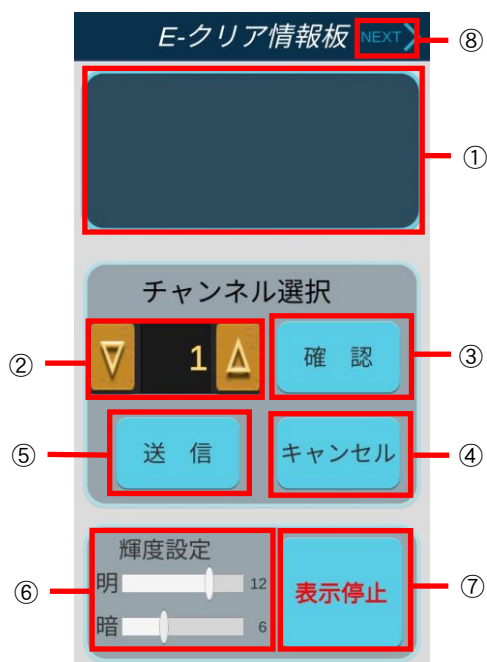 E-クリア情報板 NEXT
⑧
①
チャンネル選択
② 1 確 認 ③
⑤ 送 信 キャンセル ④
輝度設定
⑥ 明 12 表示停止 ⑦
暗 6